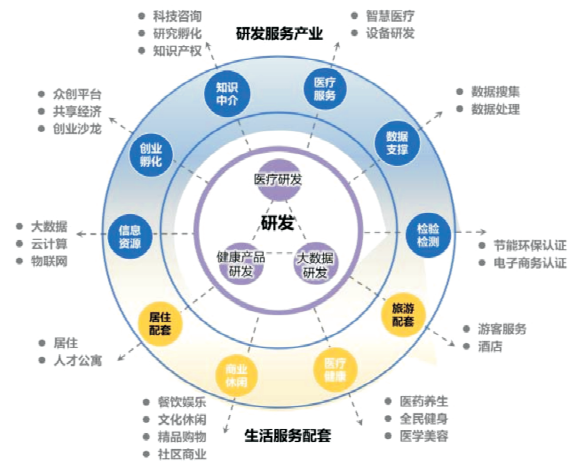 研发服务产业
科技咨询
研究孵化
知识产权
知识
中介
智慧医疗
设备研发
医疗
服务
众创平台
共享经济
创业沙龙
创业
孵化
数据搜集
数据处理
数据
支撑
大数据
云计算
物联网
信息
资源
节能环保认证
电子商务认证
检验
检测
医疗研发
研发
健康产品
研发
大数据
研发
居住
人才公寓
居住
配套
游客服务
酒店
旅游
配套
餐饮娱乐
文化休闲
精品购物
社区商业
商业
休闲
医药养生
全民健身
医学美容
医疗
健康
生活服务配套